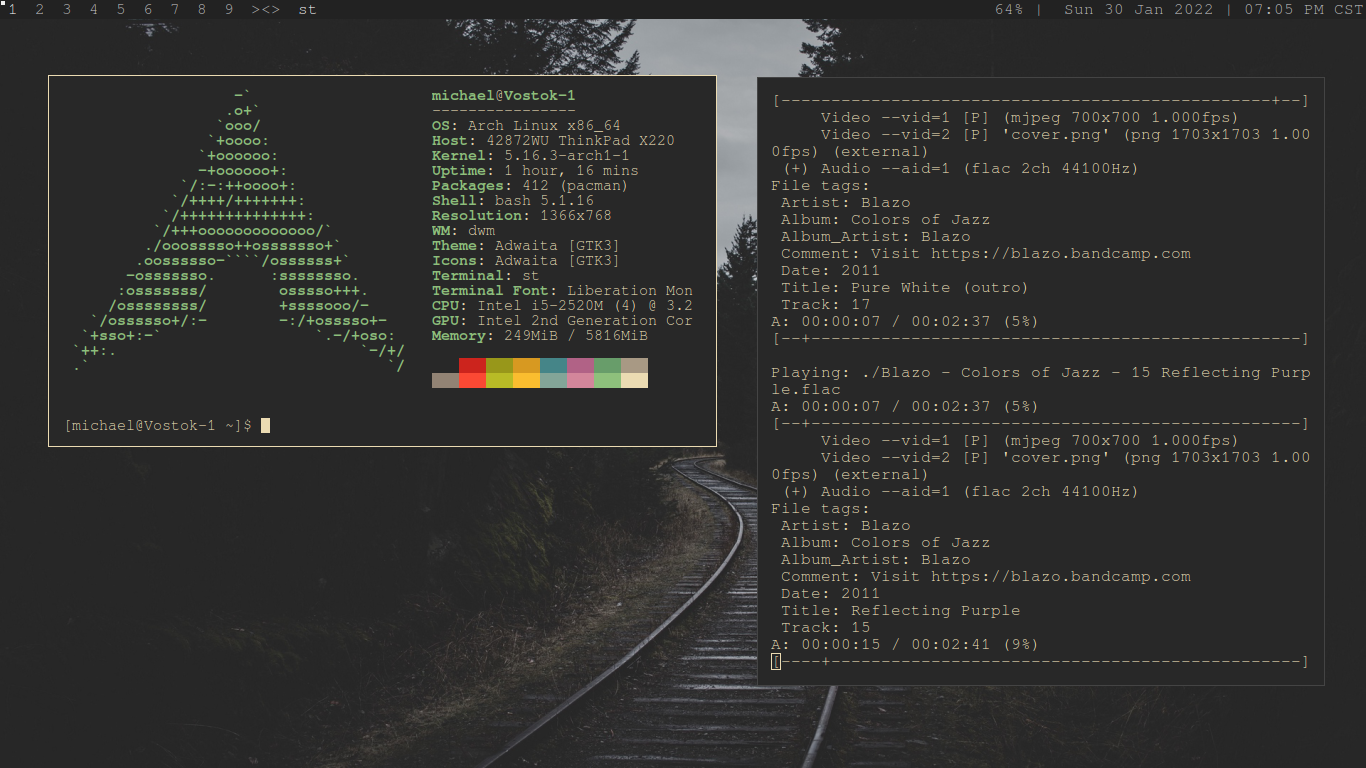 1 2 3 4 5 6 7 8 9 ><> st 64% | Sun 30 Jan 2022 | 07:05 PM CST
-`
.o+`
`ooo/
`+oooo:
`+oooooo:
-+oooooo+:
`/:-:++oooo+:
`/++++/+++++++:
`/++++++++++++++:
`/+++ooooooooooooo/`
./ooosssso++osssssso+`
.oossssso-````/ossssss+`
-osssssso.      :ssssssso.
:osssssss/        osssso+++.
/ossssssss/        +ssssooo/-
`/ossssso+/:-        -:/+osssso+-
`+sso+:-`                 `.-/+oso:
`++:.                           `-/+/
.`                                 `/
michael@Vostok-1
----------------
OS: Arch Linux x86_64
Host: 42872WU ThinkPad X220
Kernel: 5.16.3-arch1-1
Uptime: 1 hour, 16 mins
Packages: 412 (pacman)
Shell: bash 5.1.16
Resolution: 1366x768
WM: dwm
Theme: Adwaita [GTK3]
Icons: Adwaita [GTK3]
Terminal: st
Terminal Font: Liberation Mon
CPU: Intel i5-2520M (4) @ 3.2
GPU: Intel 2nd Generation Cor
Memory: 249MiB / 5816MiB
[michael@Vostok-1 ~]$
[-------------------------------------------------+--]
     Video --vid=1 [P] (mjpeg 700x700 1.000fps)
     Video --vid=2 [P] 'cover.png' (png 1703x1703 1.00
0fps) (external)
 (+) Audio --aid=1 (flac 2ch 44100Hz)
File tags:
 Artist: Blazo
 Album: Colors of Jazz
 Album_Artist: Blazo
 Comment: Visit https://blazo.bandcamp.com
 Date: 2011
 Title: Pure White (outro)
 Track: 17
A: 00:00:07 / 00:02:37 (5%)
[--+-------------------------------------------------]
Playing: ./Blazo - Colors of Jazz - 15 Reflecting Purp
le.flac
A: 00:00:07 / 00:02:37 (5%)
[--+-------------------------------------------------]
     Video --vid=1 [P] (mjpeg 700x700 1.000fps)
     Video --vid=2 [P] 'cover.png' (png 1703x1703 1.00
0fps) (external)
 (+) Audio --aid=1 (flac 2ch 44100Hz)
File tags:
 Artist: Blazo
 Album: Colors of Jazz
 Album_Artist: Blazo
 Comment: Visit https://blazo.bandcamp.com
 Date: 2011
 Title: Reflecting Purple
 Track: 15
A: 00:00:15 / 00:02:41 (9%)
[----+-----------------------------------------------]